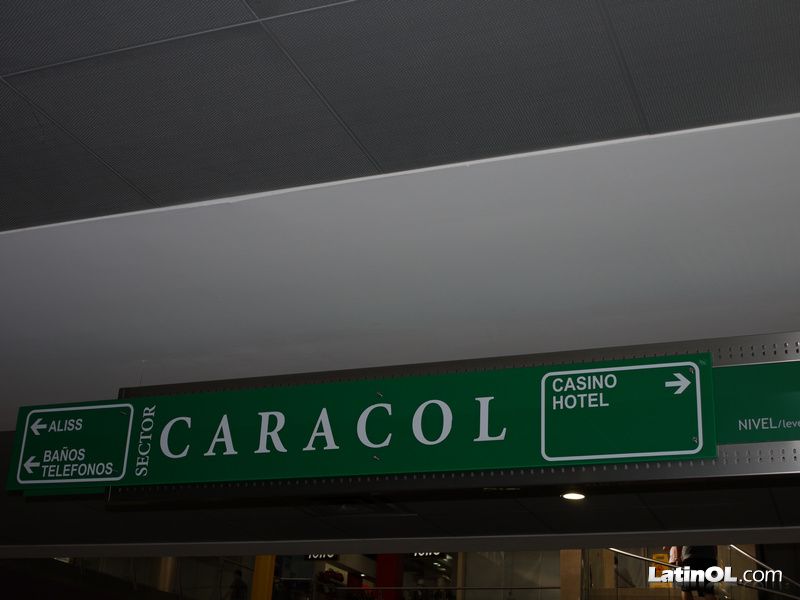 ALISS
BAÑOS
TELEFONOS
SECTOR
CARACOL
CASINO
HOTEL
NIVEL/leve
LatinOL.com